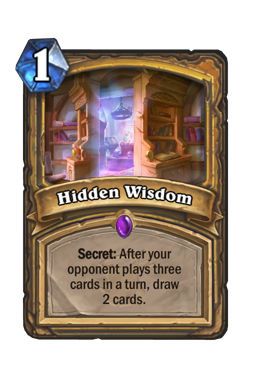 1
Hidden Wisdom
Secret: After your
opponent plays three
cards in a turn, draw
2 cards.